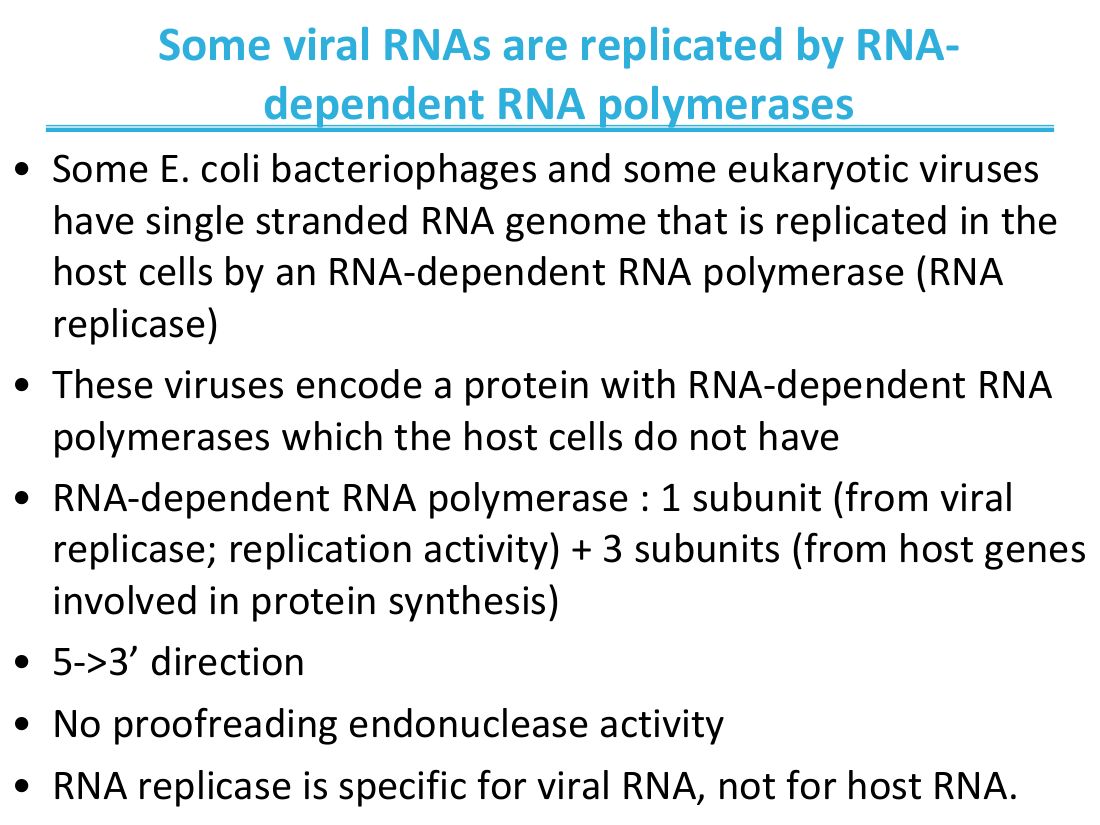 Some viral RNAs are replicated by RNA-
dependent RNA polymerases
• Some E. coli bacteriophages and some eukaryotic viruses
have single stranded RNA genome that is replicated in the
host cells by an RNA-dependent RNA polymerase (RNA
replicase)
• These viruses encode a protein with RNA-dependent RNA
polymerases which the host cells do not have
• RNA-dependent RNA polymerase : 1 subunit (from viral
replicase; replication activity) + 3 subunits (from host genes
involved in protein synthesis)
• 5->3’ direction
• No proofreading endonuclease activity
• RNA replicase is specific for viral RNA, not for host RNA.